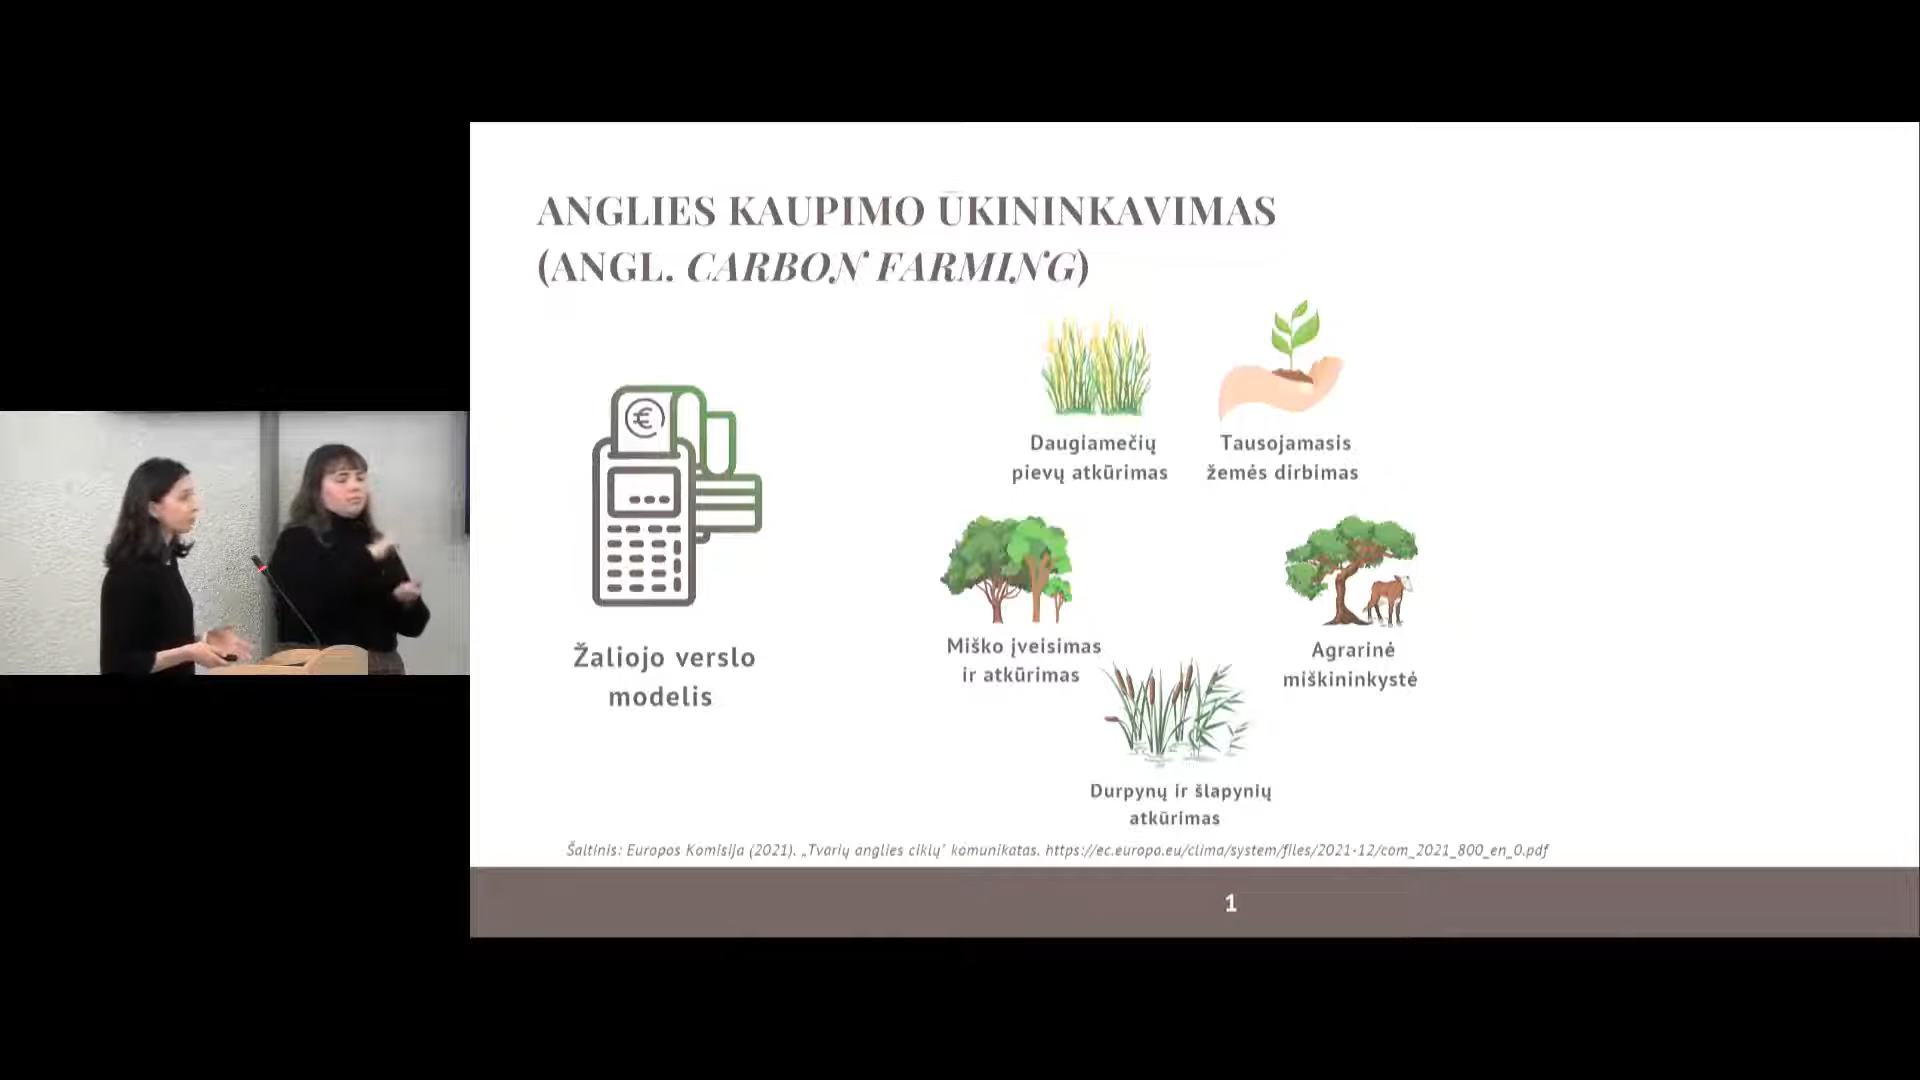 ANGLIES KAUPIMO ŪKININKAVIMAS
(ANGL. CARBON FARMING)
€
Žaliojo verslo
modelis
Daugiamečių
pievų atkūrimas
Tausojamasis
žemės dirbimas
Miško įveisimas
ir atkūrimas
Agrarinė
miškininkystė
Durpynų ir šlapynių
atkūrimas
Šaltinis: Europos Komisija (2021). „Tvarių anglies ciklų" komunikatas. https://ec.europa.eu/clima/system/files/2021-12/com_2021_800_en_0.pdf
1